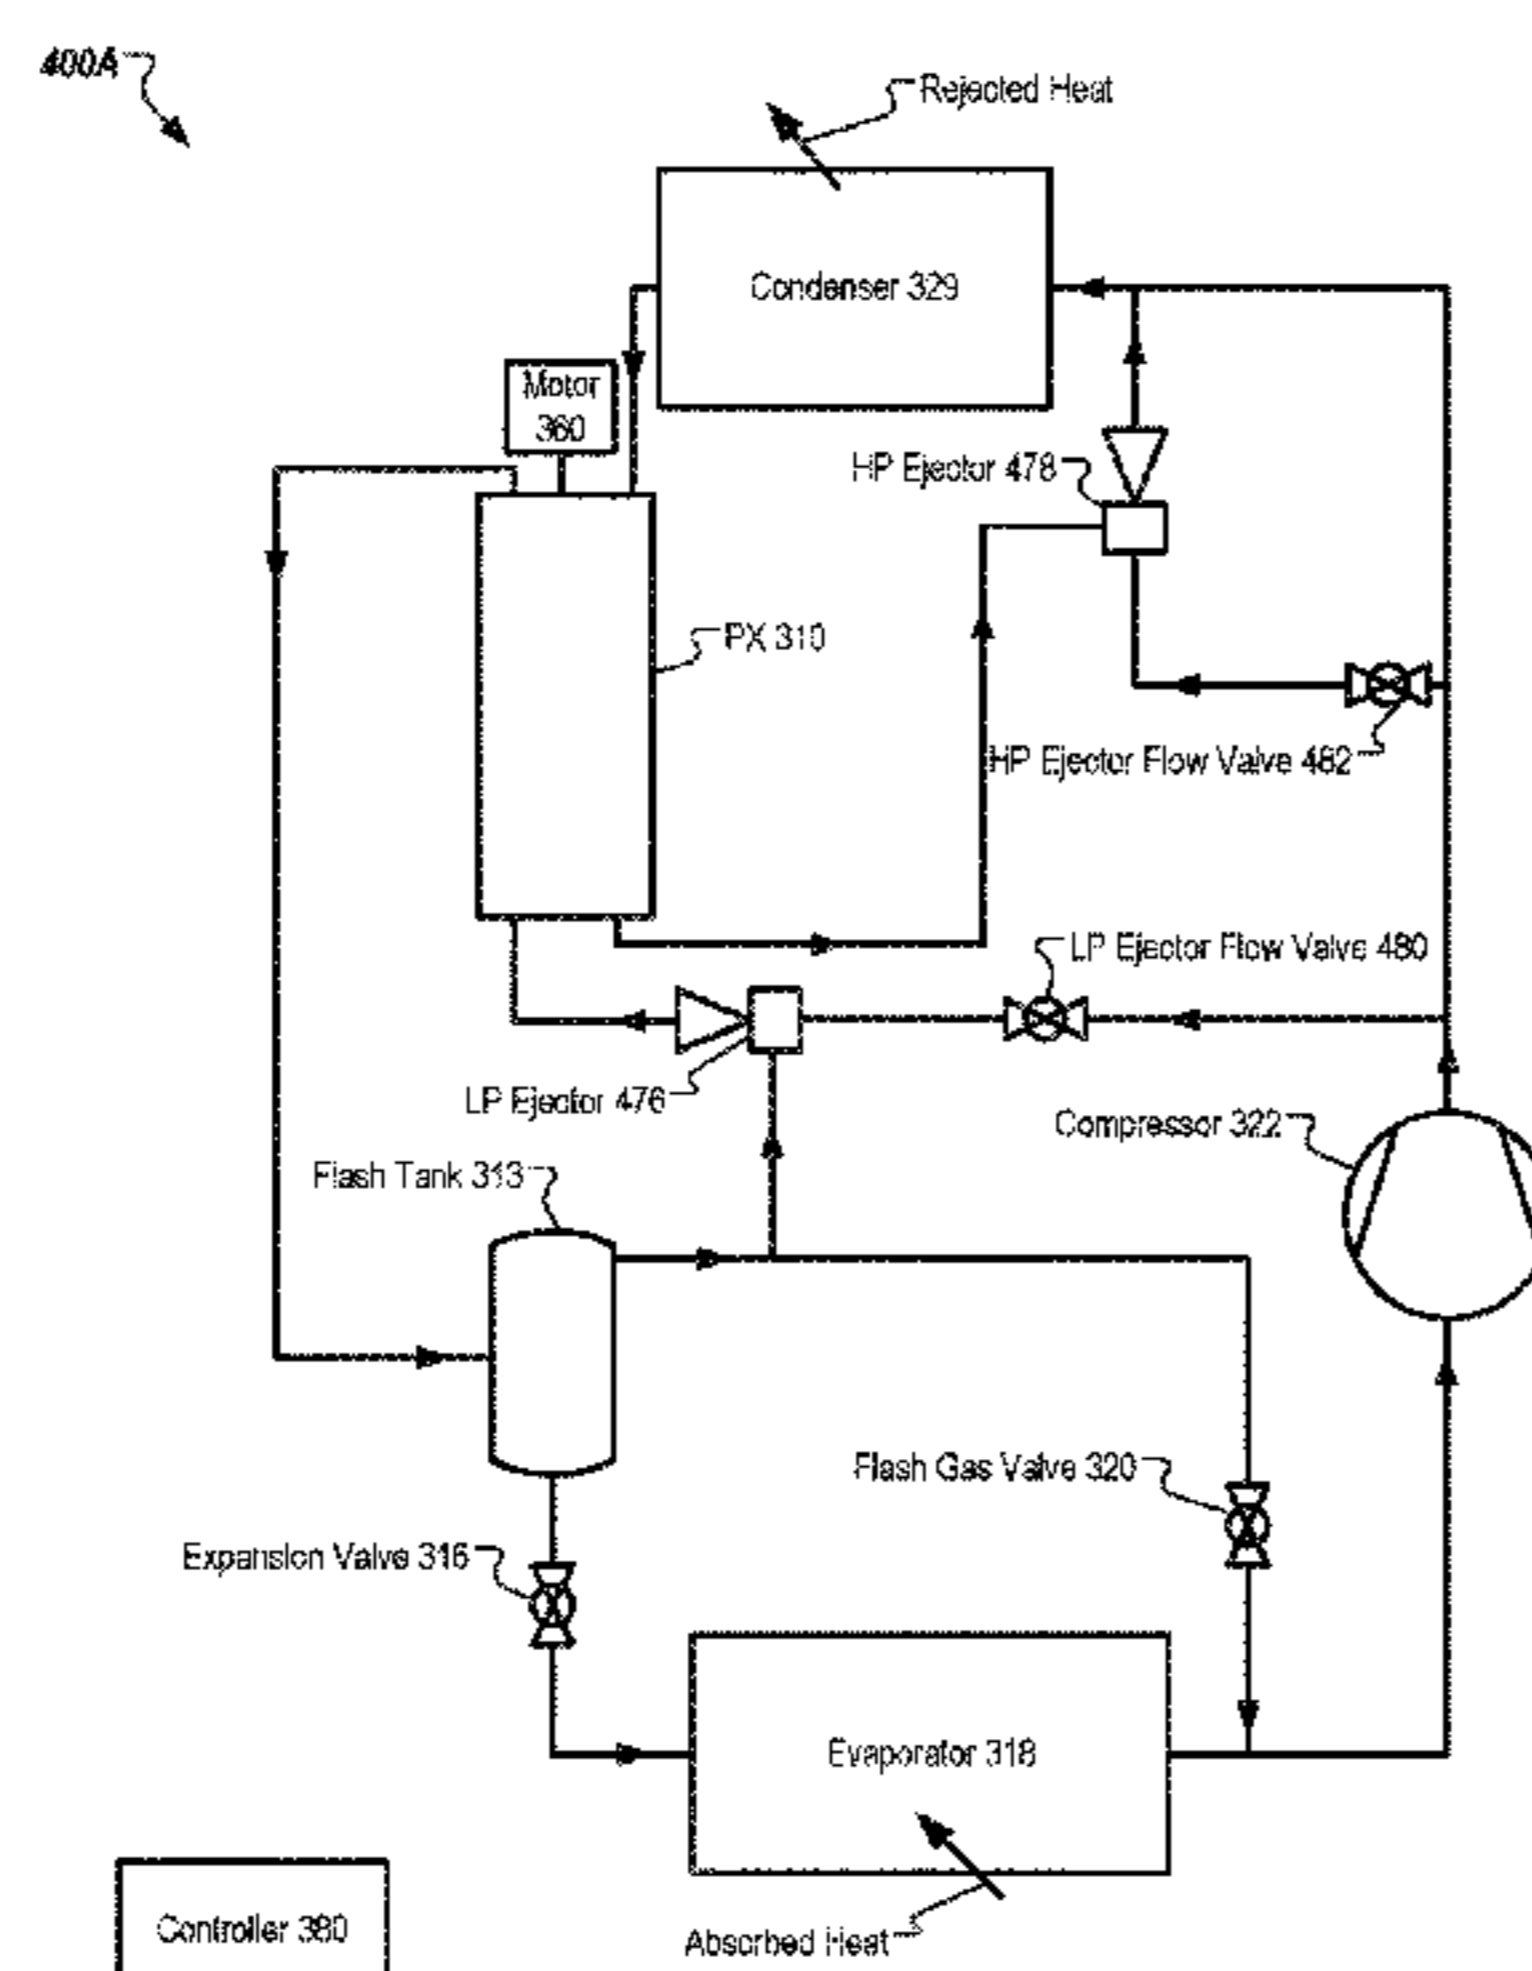 400A
Rejected Heat
Condenser 329
Motor
360
HP Ejector 478
PX 310
HP Ejector Flow Valve 482
LP Ejector Flow Valve 480
LP Ejector 476
Compressor 322
Flash Tank 313
Flash Gas Valve 320
Expansion Valve 316
Evaporator 318
Controller 380
Absorbed Heat